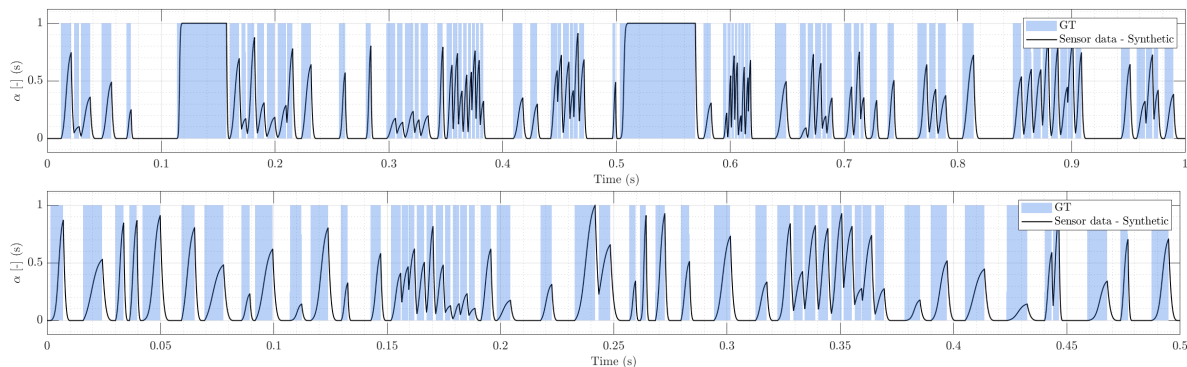 1
0.5
0
α [-] (s)
GT
Sensor data - Synthetic
0 0.1 0.2 0.3 0.4 0.5 0.6 0.7 0.8 0.9 1
Time (s)
1
0.5
0
α [-] (s)
GT
Sensor data - Synthetic
0 0.05 0.1 0.15 0.2 0.25 0.3 0.35 0.4 0.45 0.5
Time (s)